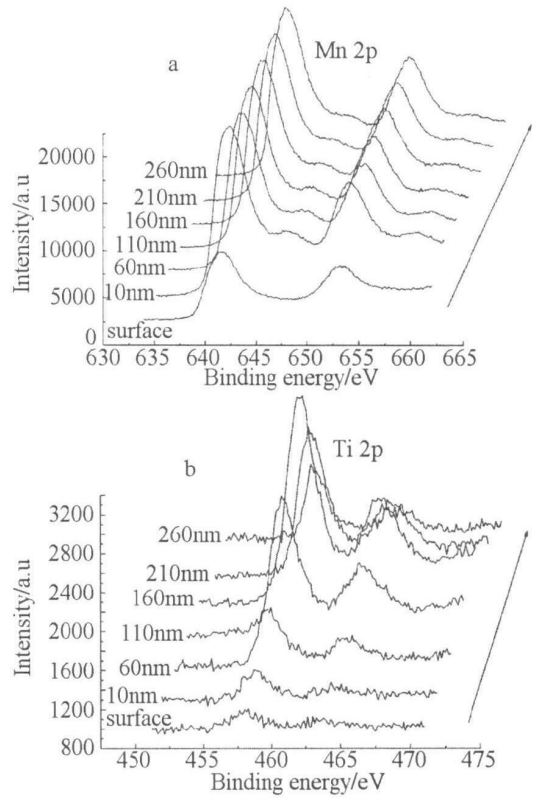 a
Mn 2p
Intensity/a.u
20000
15000
10000
5000
0
260nm
210nm
160nm
110nm
60nm
10nm
surface
630 635 640 645 650 655 660 665
Binding energy/eV
b
Ti 2p
Intensity/a.u
3200
2800
2400
2000
1600
1200
800
260nm
210nm
160nm
110nm
60nm
10nm
surface
450 455 460 465 470 475
Binding energy/eV